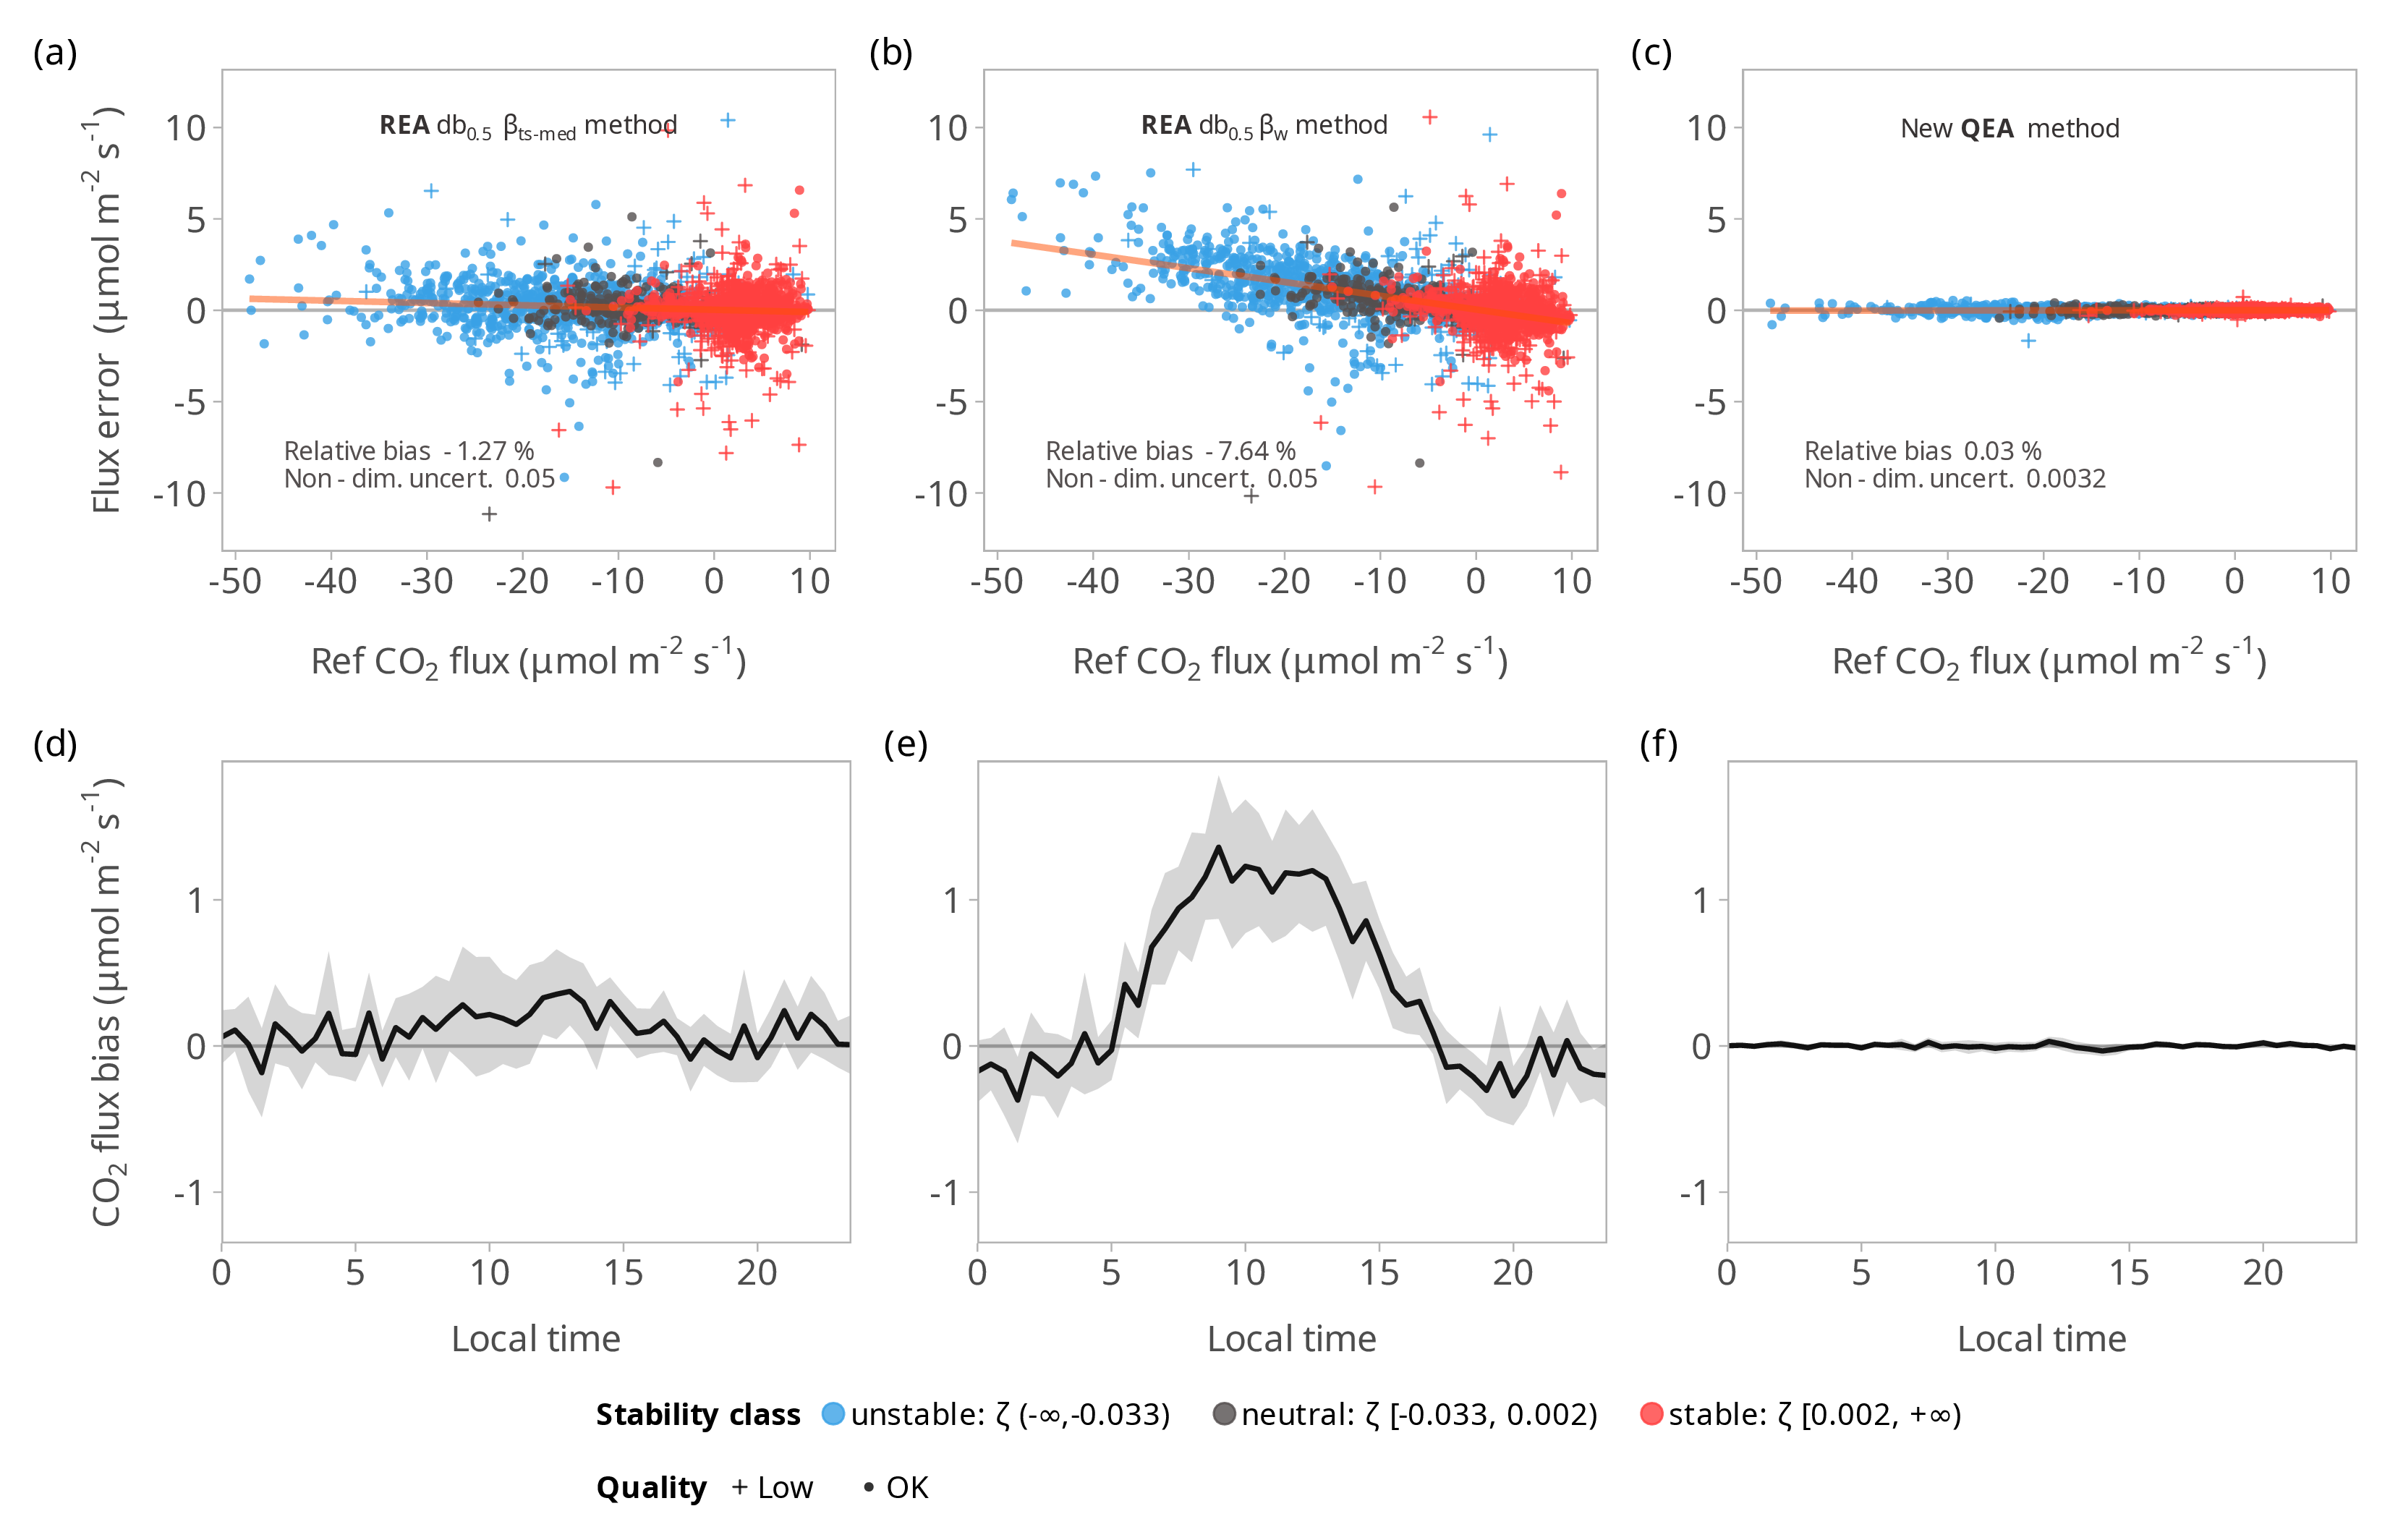 (a)
(b)
(c)
REA db0.5 βts-med method
REA db0.5 βw method
New QEA method
Flux error (µmol m-2 s-1)
10
5
0
-5
-10
10
5
0
-5
-10
10
5
0
-5
-10
Relative bias -1.27 %
Non - dim. uncert. 0.05
Relative bias -7.64 %
Non - dim. uncert. 0.05
Relative bias 0.03 %
Non - dim. uncert. 0.0032
-50 -40 -30 -20 -10 0 10
-50 -40 -30 -20 -10 0 10
-50 -40 -30 -20 -10 0 10
Ref CO2 flux (µmol m-2 s-1)
Ref CO2 flux (µmol m-2 s-1)
Ref CO2 flux (µmol m-2 s-1)
(d)
(e)
(f)
CO2 flux bias (µmol m-2 s-1)
1
0
-1
1
0
-1
1
0
-1
0 5 10 15 20
0 5 10 15 20
0 5 10 15 20
Local time
Local time
Local time
Stability class unstable: ζ (-∞,-0.033) neutral: ζ [-0.033, 0.002) stable: ζ [0.002, +∞)
Quality + Low • OK